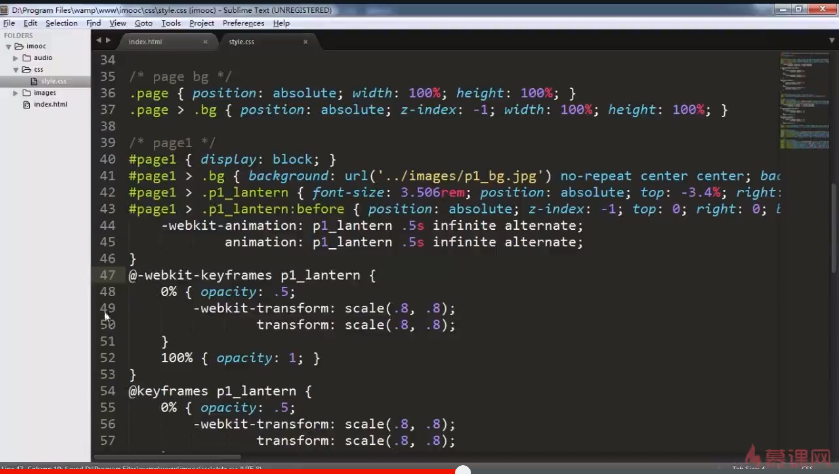 D:\Program Files\wamp\www\imooc\css\style.css (imooc) - Sublime Text (UNREGISTERED)
File Edit Selection Find View Goto Tools Project Preferences Help
FOLDERS
imooc
audio
css
style.css
images
index.html
index.html × style.css ×
34
35 /* page bg */
36 .page { position: absolute; width: 100%; height: 100%; }
37 .page > .bg { position: absolute; z-index: -1; width: 100%; height: 100%; }
38
39 /* page1 */
40 #page1 { display: block; }
41 #page1 > .bg { background: url('../images/p1_bg.jpg') no-repeat center center; bac
42 #page1 > .p1_lantern { font-size: 3.506rem; position: absolute; top: -3.4%; right:
43 #page1 > .p1_lantern:before { position: absolute; z-index: -1; top: 0; right: 0; b
44 -webkit-animation: p1_lantern .5s infinite alternate;
45 animation: p1_lantern .5s infinite alternate;
46 }
47 @-webkit-keyframes p1_lantern {
48 0% { opacity: .5;
49 -webkit-transform: scale(.8, .8);
50 transform: scale(.8, .8);
51 }
52 100% { opacity: 1; }
53 }
54 @keyframes p1_lantern {
55 0% { opacity: .5;
56 -webkit-transform: scale(.8, .8);
57 transform: scale(.8, .8);
慕课网